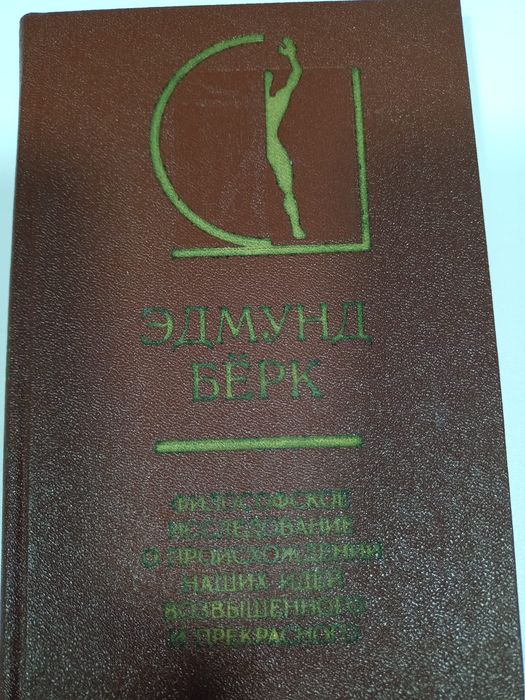 ЭДМУНД
БЁРК
ФИЛОСОФСКОЕ
ИССЛЕДОВАНИЕ
О ПРОИСХОЖДЕНИИ
НАШИХ ИДЕЙ
ВОЗВЫШЕННОГО
И ПРЕКРАСНОГО